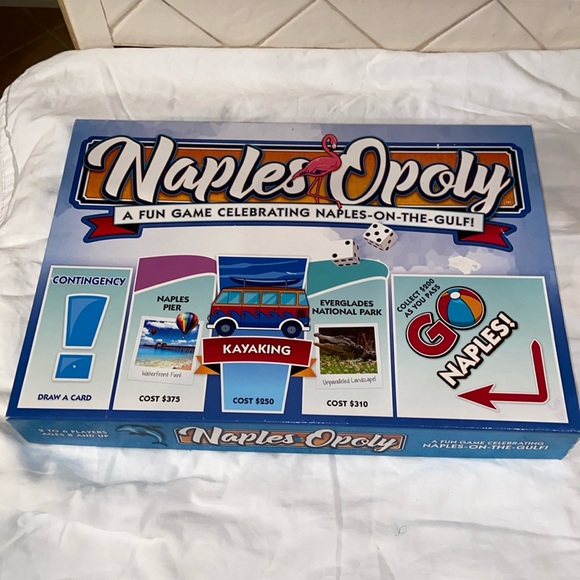 Naples Opoly
A FUN GAME CELEBRATING NAPLES-ON-THE-GULF!
CONTINGENCY
!
DRAW A CARD
NAPLES
PIER
Waterfront Fun!
COST $375
KAYAKING
COST $250
EVERGLADES
NATIONAL PARK
Unparalleled Landscape!
COST $310
COLLECT $200
AS YOU PASS
GO
NAPLES!
2 TO 6 PLAYERS
AGES 8 AND UP
Naples Opoly
A FUN GAME CELEBRATING
NAPLES-ON-THE-GULF!